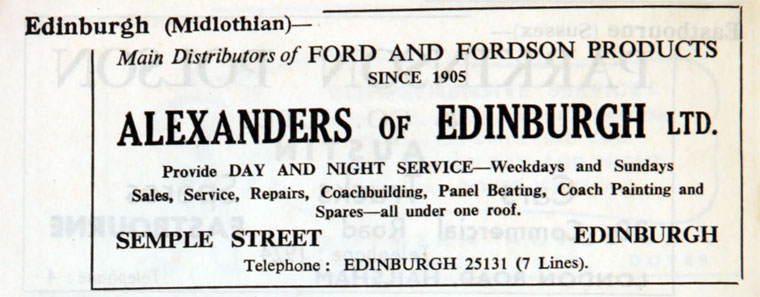 Edinburgh (Midlothian)—
Main Distributors of FORD AND FORDSON PRODUCTS
SINCE 1905
ALEXANDERS OF EDINBURGH LTD.
Provide DAY AND NIGHT SERVICE—Weekdays and Sundays
Sales, Service, Repairs, Coachbuilding, Panel Beating, Coach Painting and
Spares—all under one roof.
SEMPLE STREET EDINBURGH
Telephone: EDINBURGH 25131 (7 Lines).